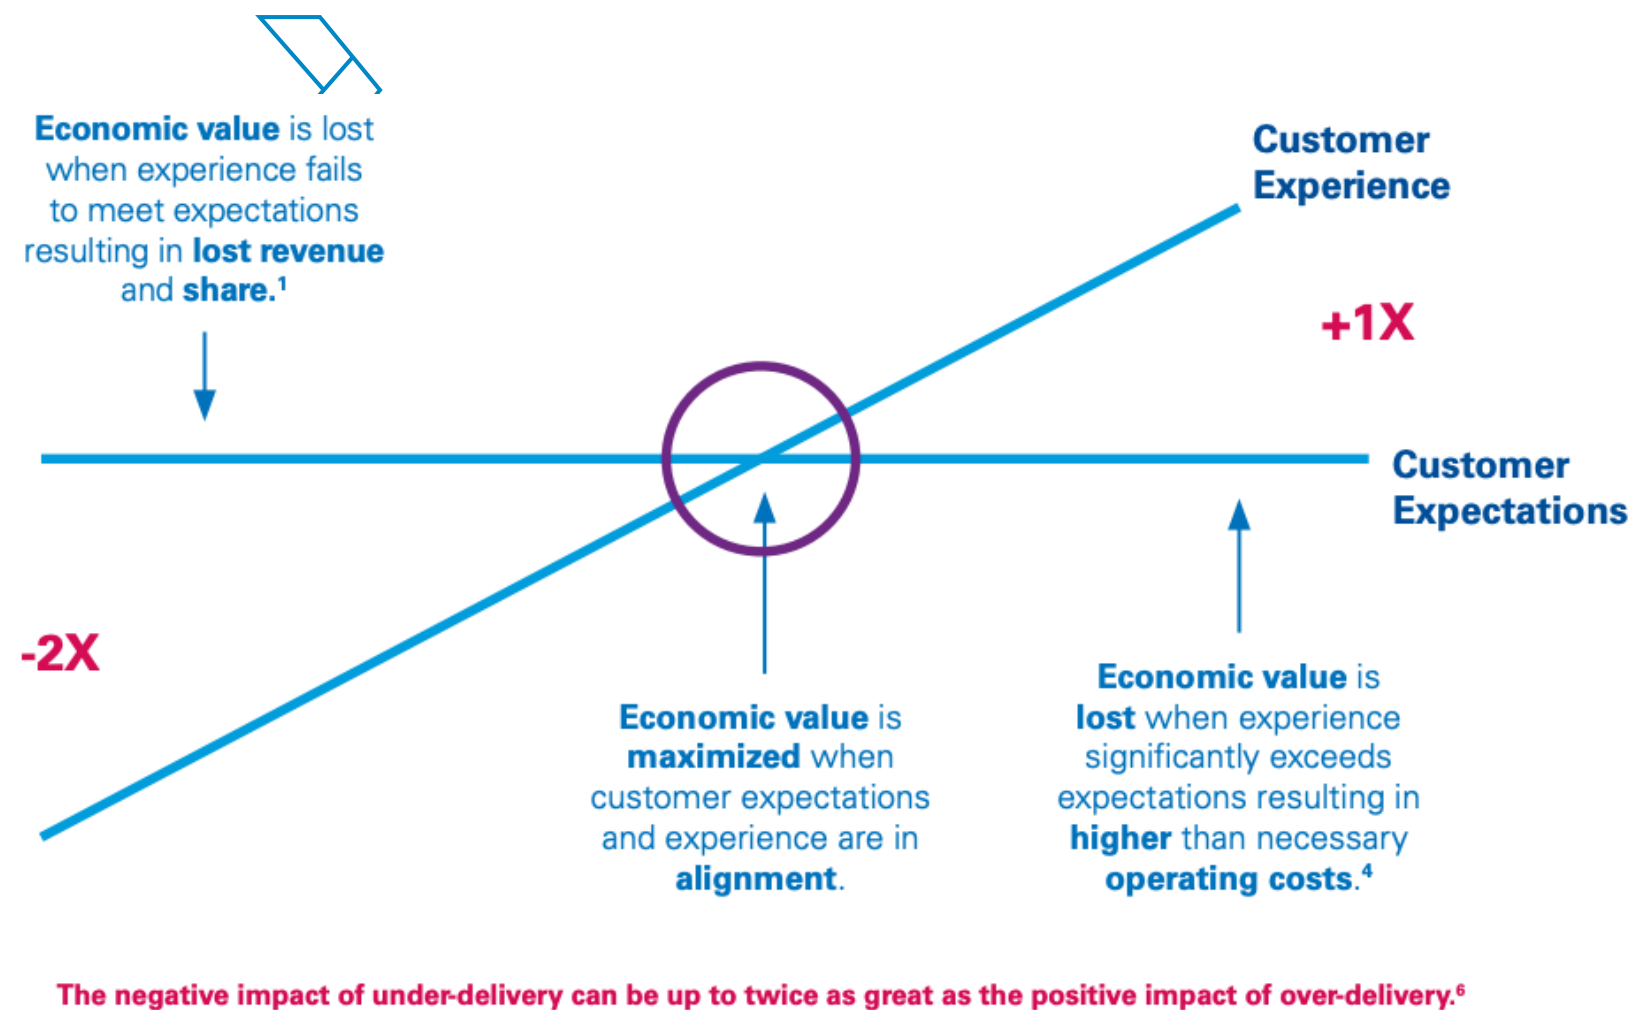 Economic value is lost
when experience fails
to meet expectations
resulting in lost revenue
and share.¹
Customer
Experience
+1X
Customer
Expectations
-2X
Economic value is
maximized when
customer expectations
and experience are in
alignment.
Economic value is
lost when experience
significantly exceeds
expectations resulting in
higher than necessary
operating costs.⁴
The negative impact of under-delivery can be up to twice as great as the positive impact of over-delivery.⁶